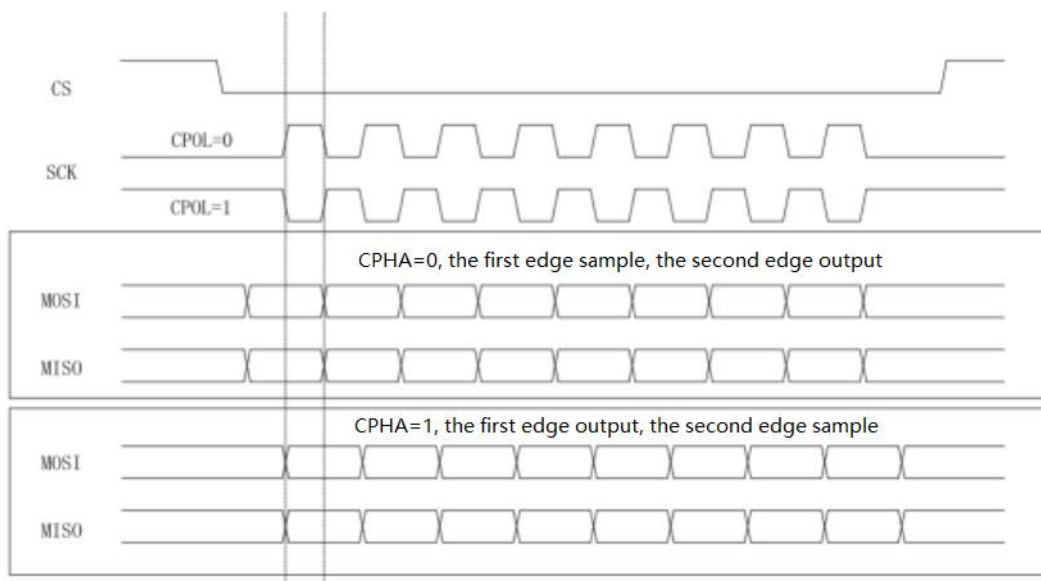 CS
CPOL=0
SCK
CPOL=1
CPHA=0, the first edge sample, the second edge output
MOSI
MISO
CPHA=1, the first edge output, the second edge sample
MOSI
MISO